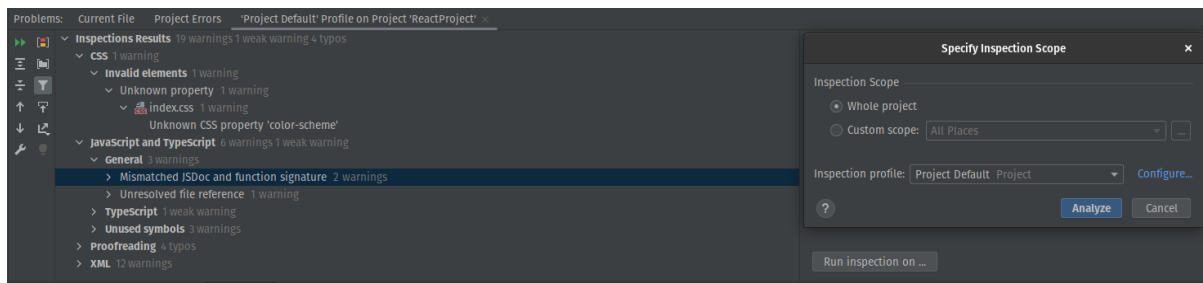 Problems: Current File Project Errors 'Project Default' Profile on Project 'ReactProject' ×
Inspections Results 19 warnings 1 weak warning 4 typos
CSS 1 warning
Invalid elements 1 warning
Unknown property 1 warning
index.css 1 warning
Unknown CSS property 'color-scheme'
JavaScript and TypeScript 6 warnings 1 weak warning
General 3 warnings
Mismatched JSDoc and function signature 2 warnings
Unresolved file reference 1 warning
TypeScript 1 weak warning
Unused symbols 3 warnings
Proofreading 4 typos
XML 12 warnings
Specify Inspection Scope ×
Inspection Scope
Whole project
Custom scope: All Places ...
Inspection profile: Project Default Project Configure...
? Analyze Cancel
Run inspection on ...